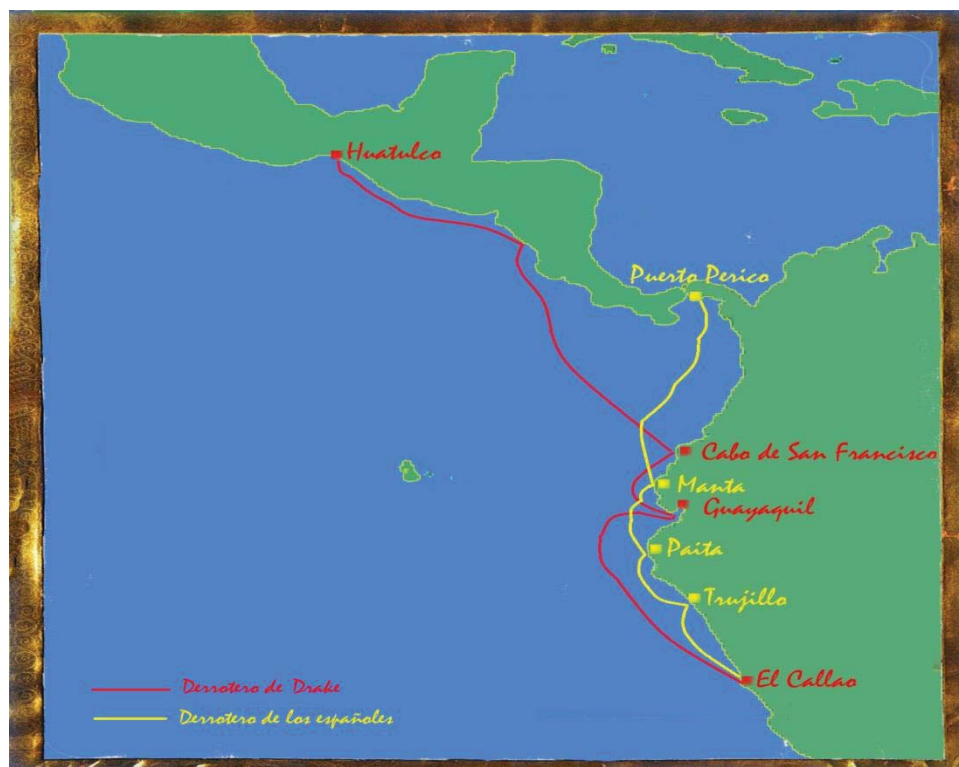 Huatulco
Puerto Perico
Cabo de San Francisco
Manta
Guayaquil
Paita
Trujillo
El Callao
Derrotero de Drake
Derrotero de los españoles